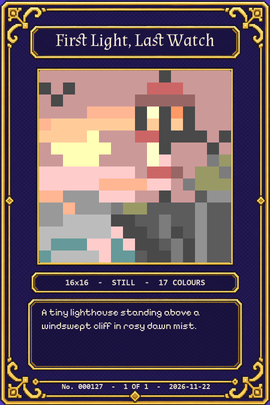 First Light, Last Watch
16x16 - STILL - 17 COLOURS
A tiny lighthouse standing above a
windswept cliff in rosy dawn mist.
No. 000127 - 1 OF 1 - 2026-11-22